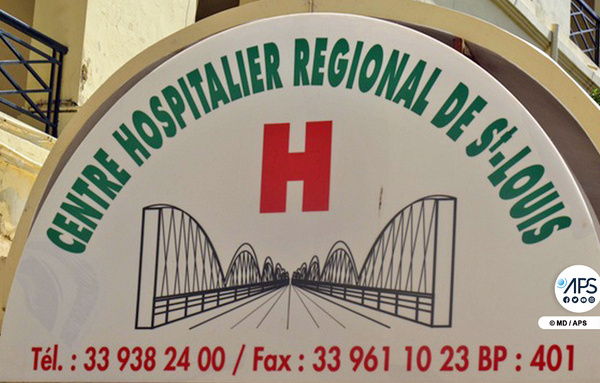 CENTRE HOSPITALIER REGIONAL DE St-LOUIS
H
Tél. : 33 938 24 00 / Fax : 33 961 10 23 BP : 401
APS
© MD / APS